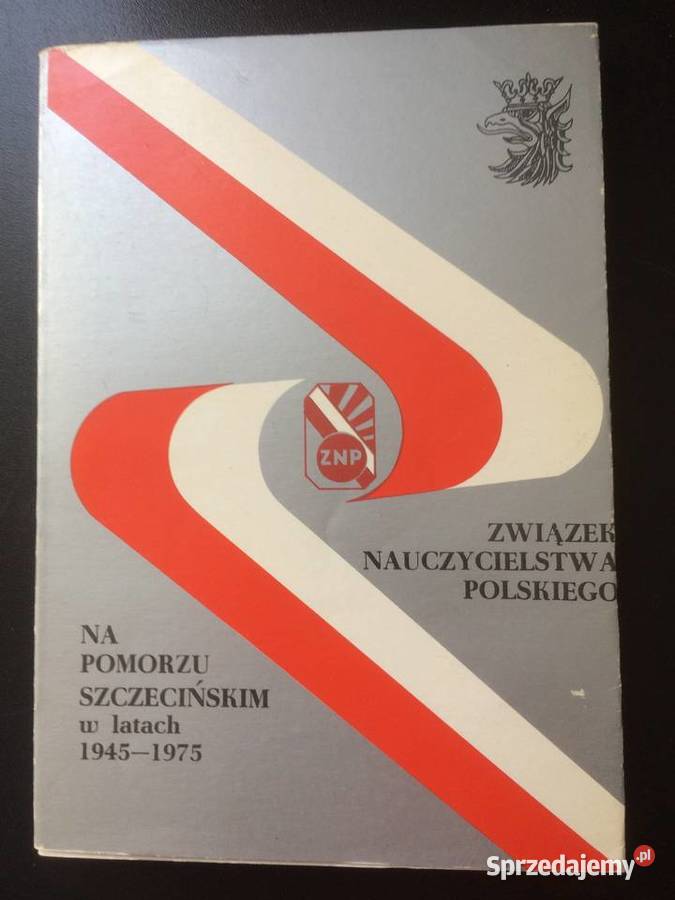 ZNP
ZWIĄZEK
NAUCZYCIELSTWA
POLSKIEGO
NA
POMORZU
SZCZECIŃSKIM
w latach
1945—1975
Sprzedajemy.pl